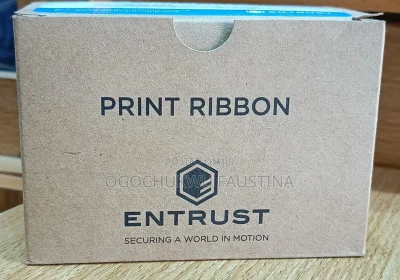 PRINT RIBBON
OGOCHUKWU FAUSTINA
ENTRUST
SECURING A WORLD IN MOTION